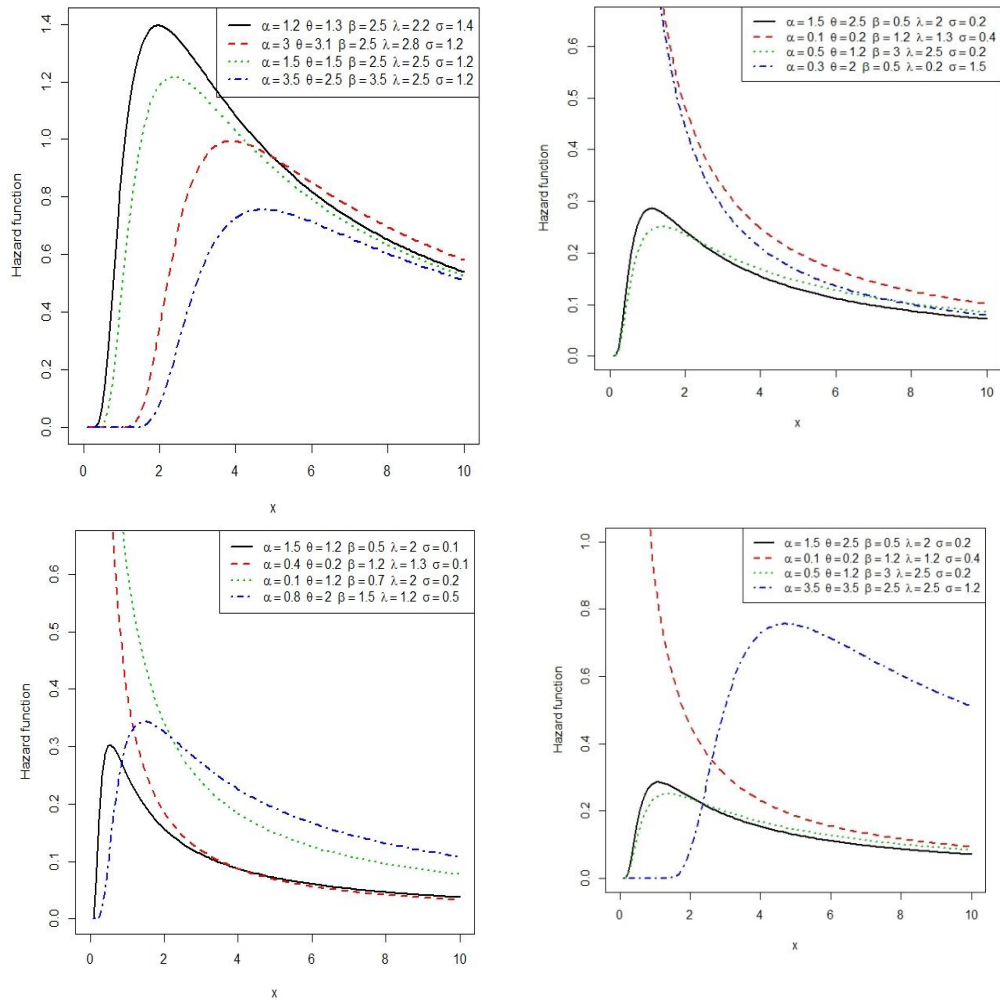 α = 1.2 θ = 1.3 β = 2.5 λ = 2.2 σ = 1.4
α = 3 θ = 3.1 β = 2.5 λ = 2.8 σ = 1.2
α = 1.5 θ = 1.5 β = 2.5 λ = 2.5 σ = 1.2
α = 3.5 θ = 2.5 β = 3.5 λ = 2.5 σ = 1.2
Hazard function
0.0 0.2 0.4 0.6 0.8 1.0 1.2 1.4
0 2 4 6 8 10
x
α = 1.5 θ = 2.5 β = 0.5 λ = 2 σ = 0.2
α = 0.1 θ = 0.2 β = 1.2 λ = 1.3 σ = 0.4
α = 0.5 θ = 1.2 β = 3 λ = 2.5 σ = 0.2
α = 0.3 θ = 2 β = 0.5 λ = 0.2 σ = 1.5
Hazard function
0.0 0.1 0.2 0.3 0.4 0.5 0.6
0 2 4 6 8 10
x
α = 1.5 θ = 1.2 β = 0.5 λ = 2 σ = 0.1
α = 0.4 θ = 0.2 β = 1.2 λ = 1.3 σ = 0.1
α = 0.1 θ = 1.2 β = 0.7 λ = 2 σ = 0.2
α = 0.8 θ = 2 β = 1.5 λ = 1.2 σ = 0.5
Hazard function
0.0 0.1 0.2 0.3 0.4 0.5 0.6
0 2 4 6 8 10
x
α = 1.5 θ = 2.5 β = 0.5 λ = 2 σ = 0.2
α = 0.1 θ = 0.2 β = 1.2 λ = 1.2 σ = 0.4
α = 0.5 θ = 1.2 β = 3 λ = 2.5 σ = 0.2
α = 3.5 θ = 3.5 β = 2.5 λ = 2.5 σ = 1.2
Hazard function
0.0 0.2 0.4 0.6 0.8 1.0
0 2 4 6 8 10
x